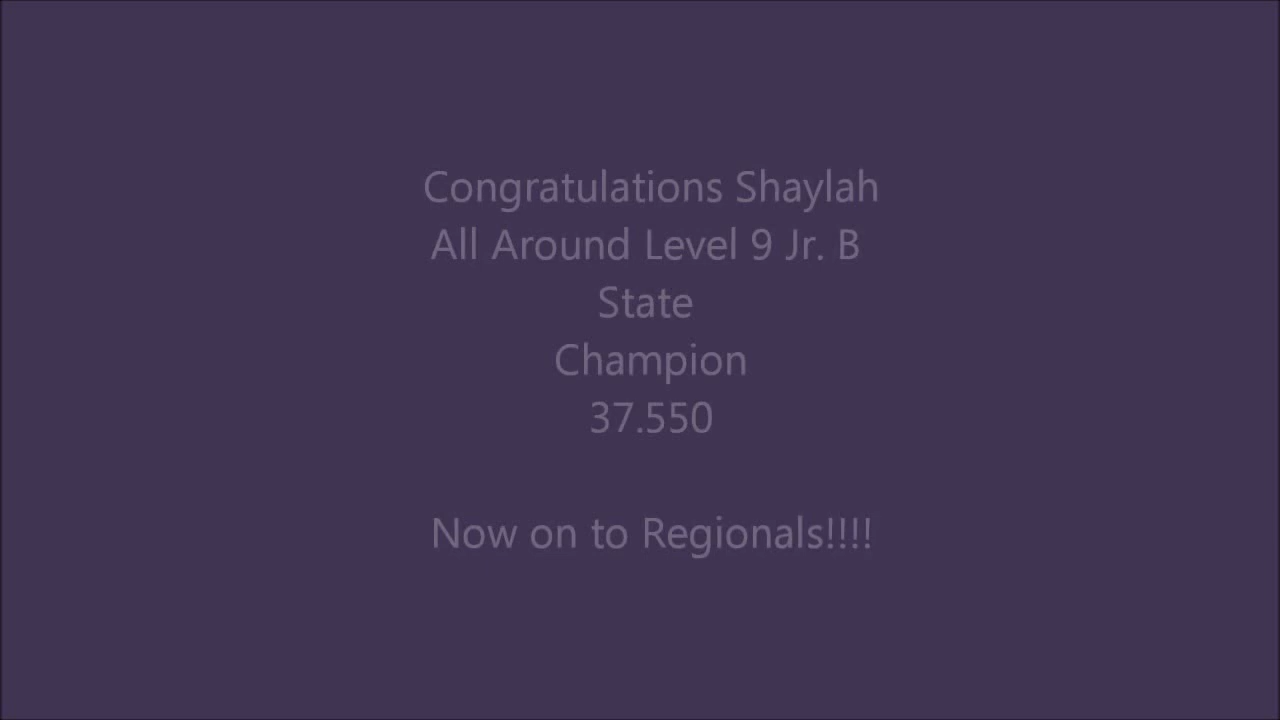 Congratulations Shaylah
All Around Level 9 Jr. B
State
Champion
37.550
Now on to Regionals!!!!